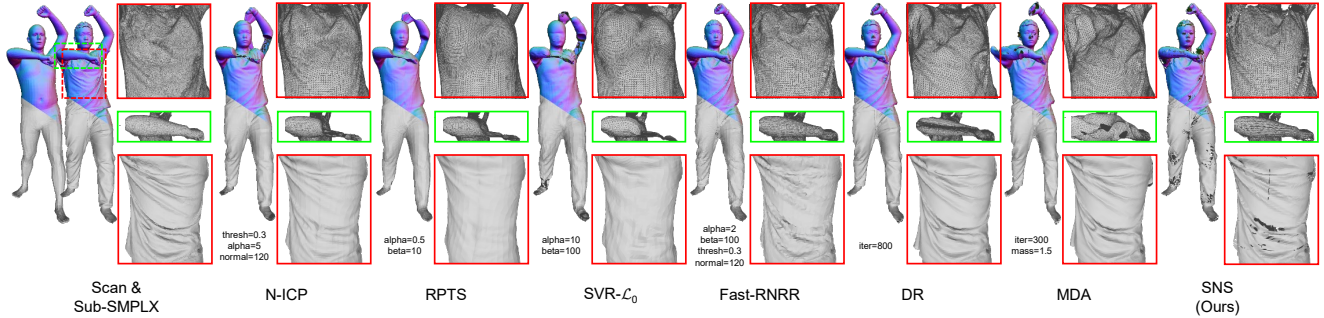 thresh=0.3
alpha=5
normal=120
alpha=0.5
beta=10
alpha=10
beta=100
alpha=2
beta=100
thresh=0.3
normal=120
iter=800
iter=300
mass=1.5
Scan &
Sub-SMPLX
N-ICP
RPTS
SVR-ℒ₀
Fast-RNRR
DR
MDA
SNS
(Ours)